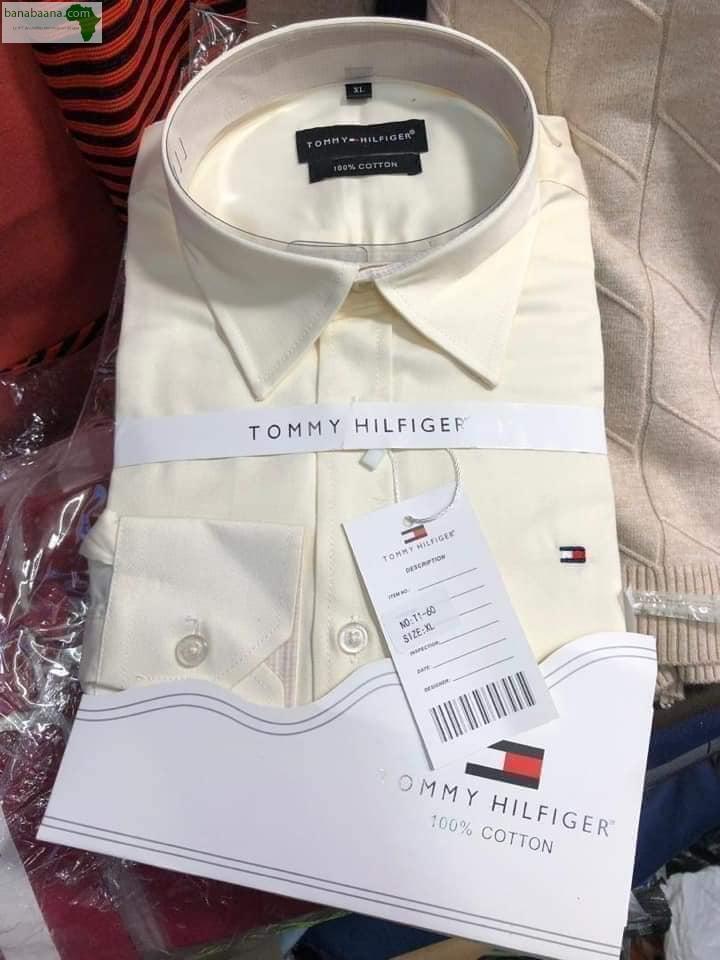 banabaana.com
XL
TOMMY HILFIGER®
100% COTTON
TOMMY HILFIGER
TOMMY HILFIGER®
DESCRIPTION
ITEM NO.:
NO:T1-60
SIZE:XL
INSPECTION:
DATE:
DESIGNER:
TOMMY HILFIGER®
100% COTTON